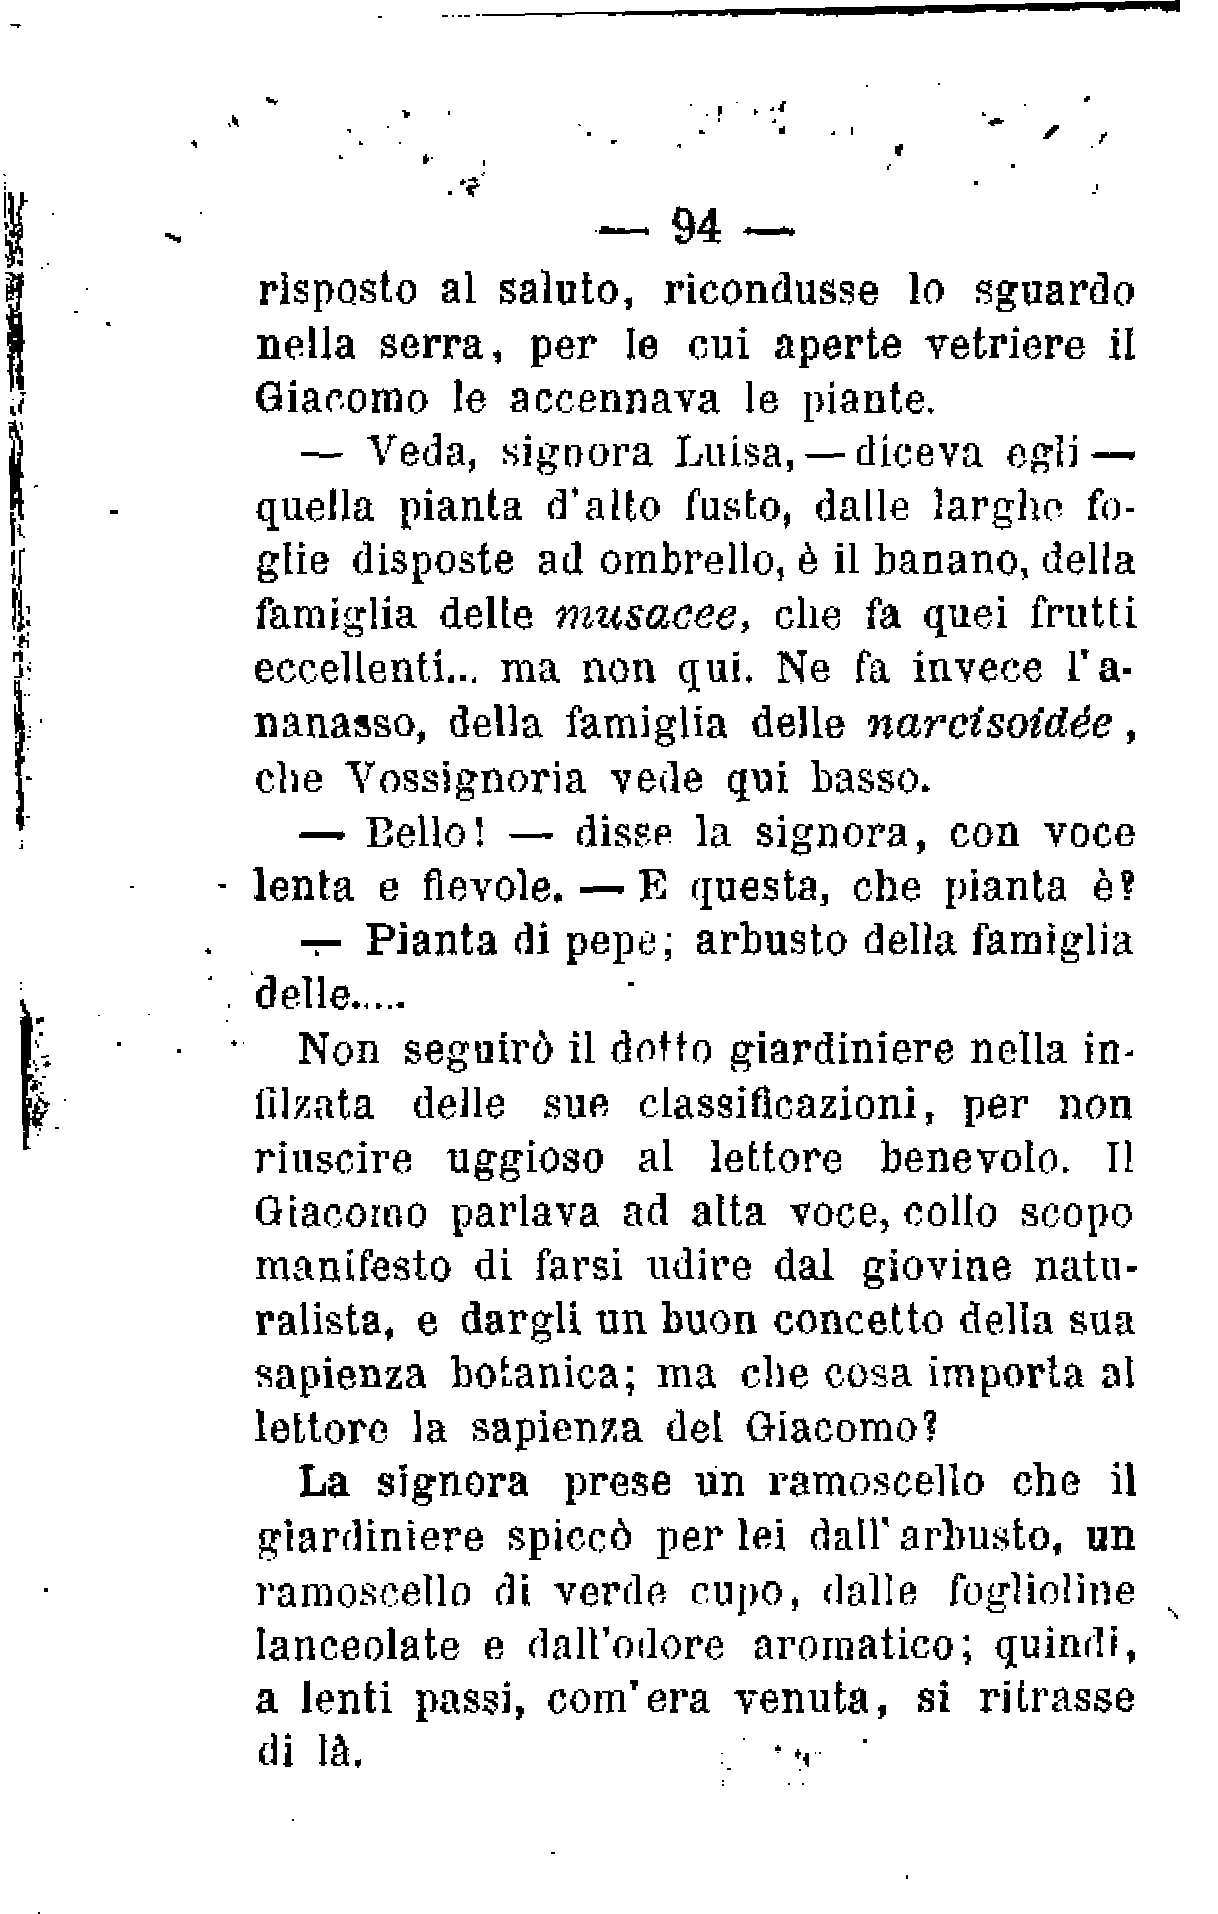 — 94 —
risposto al saluto, ricondusse lo sguardo
nella serra, per le cui aperte vetriere il
Giacomo le accennava le piante.
— Veda, signora Luisa, — diceva egli —
quella pianta d'alto fusto, dalle larghe fo-
glie disposte ad ombrello, è il banano, della
famiglia delle musacee, che fa quei frutti
eccellenti... ma non qui. Ne fa invece l'a-
nanasso, della famiglia delle narcisoidée,
che Vossignoria vede qui basso.
— Bello! — disse la signora, con voce
lenta e fievole. — E questa, che pianta è?
— Pianta di pepe; arbusto della famiglia
delle.....
Non seguirò il dotto giardiniere nella in-
filzata delle sue classificazioni, per non
riuscire uggioso al lettore benevolo. Il
Giacomo parlava ad alta voce, collo scopo
manifesto di farsi udire dal giovine natu-
ralista, e dargli un buon concetto della sua
sapienza botanica; ma che cosa importa al
lettore la sapienza del Giacomo?
La signora prese un ramoscello che il
giardiniere spiccò per lei dall'arbusto, un
ramoscello di verde cupo, dalle foglioline
lanceolate e dall'odore aromatico; quindi,
a lenti passi, com'era venuta, si ritrasse
di là.